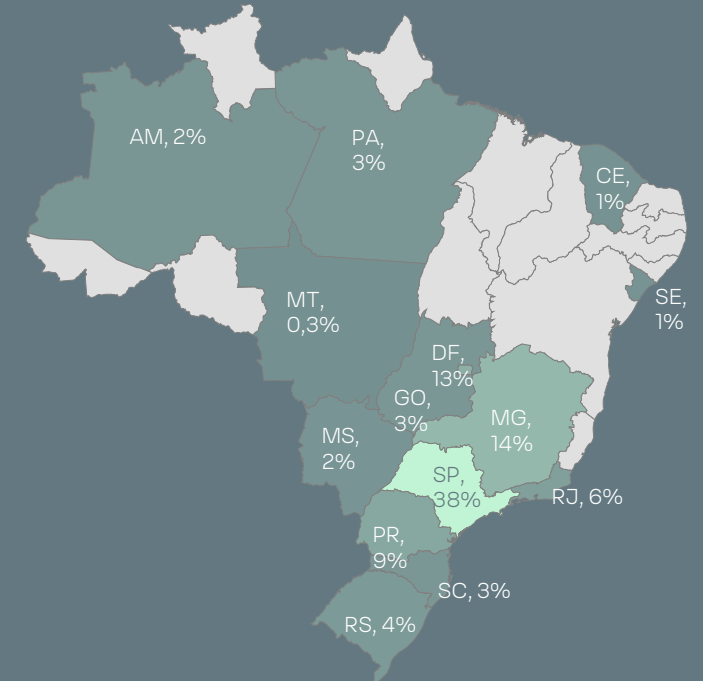 AM, 2%
PA,
3%
CE,
1%
MT,
0,3%
SE,
1%
DF,
13%
GO,
3%
MG,
14%
MS,
2%
SP,
38%
RJ, 6%
PR,
9%
SC, 3%
RS, 4%